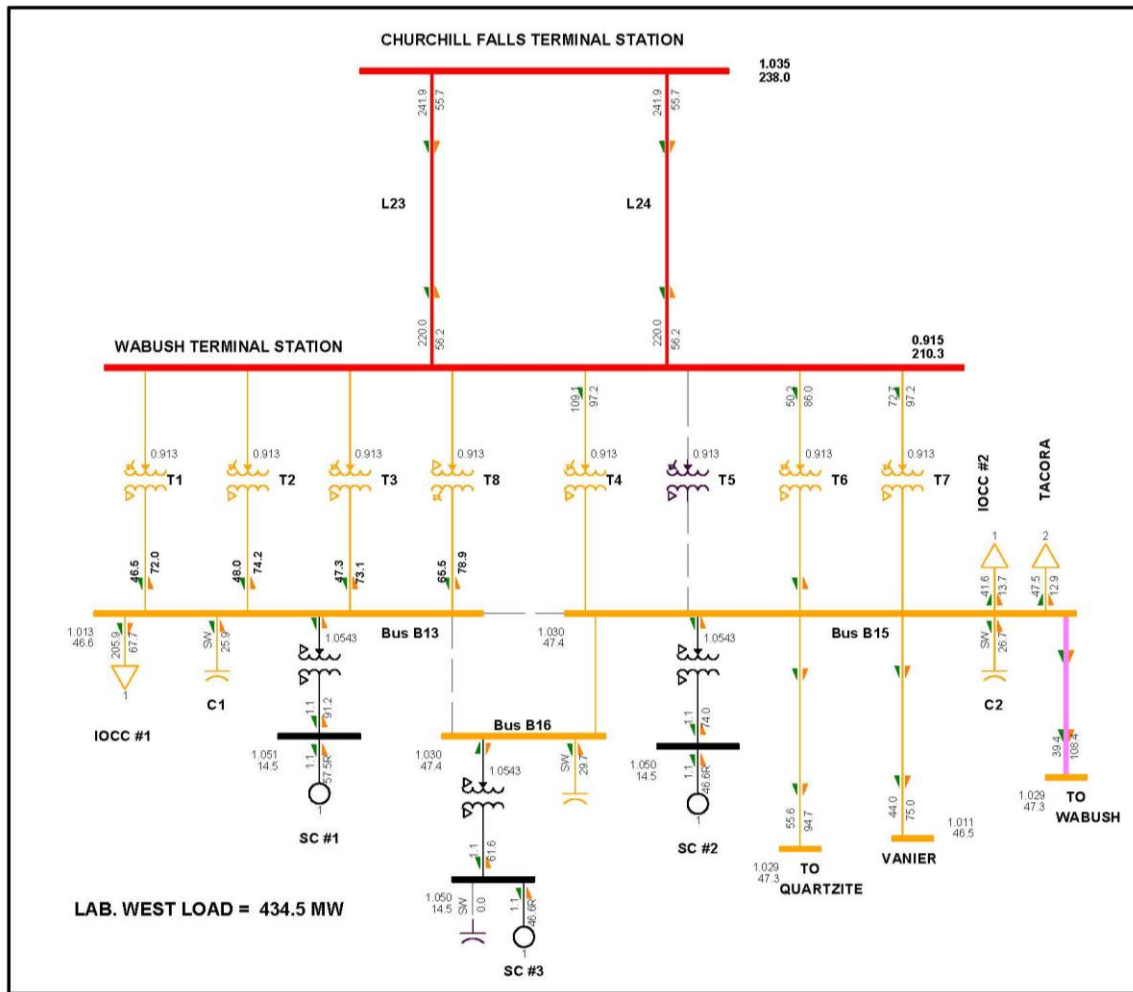 CHURCHILL FALLS TERMINAL STATION
1.035
238.0
241.9
55.7
241.9
55.7
L23
L24
220.0
56.2
220.0
56.2
WABUSH TERMINAL STATION
0.915
210.3
109.1
97.2
50.2
86.0
72.7
97.2
0.913
0.913
0.913
0.913
0.913
0.913
0.913
0.913
T1
T2
T3
T8
T4
T5
T6
T7
IOCC #2
TACORA
1
2
46.5
72.0
48.0
74.2
47.3
73.1
65.5
78.9
41.6
13.7
47.5
12.9
1.013
46.6
Bus B13
1.030
47.4
Bus B15
205.9
67.7
SW
25.9
1.0543
1.0543
SW
26.7
1
IOCC #1
C1
C2
1.1
91.2
Bus B16
1.1
74.0
1.051
14.5
1.1
57.5R
1
SC #1
1.030
47.4
1.0543
SW
29.7
1.050
14.5
1.1
46.6R
1
SC #2
39.4
108.4
1.029
47.3
TO
WABUSH
55.6
94.7
44.0
75.0
1.011
46.5
VANIER
1.029
47.3
TO
QUARTZITE
1.1
61.6
1.050
14.5
SW
0.0
1.1
46.6R
1
SC #3
LAB. WEST LOAD = 434.5 MW